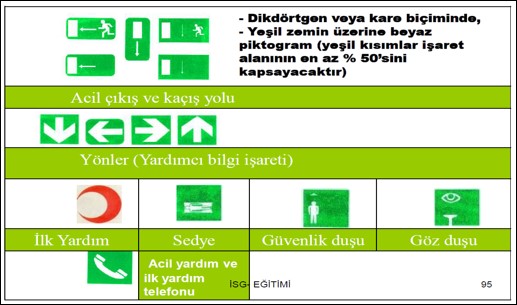 - Dikdörtgen veya kare biçiminde,
- Yeşil zemin üzerine beyaz
piktogram (yeşil kısımlar işaret
alanının en az % 50’sini
kapsayacaktır)
Acil çıkış ve kaçış yolu
Yönler (Yardımcı bilgi işareti)
İlk Yardım
Sedye
Güvenlik duşu
Göz duşu
Acil yardım ve
ilk yardım
telefonu
İSG- EĞİTİMİ
95